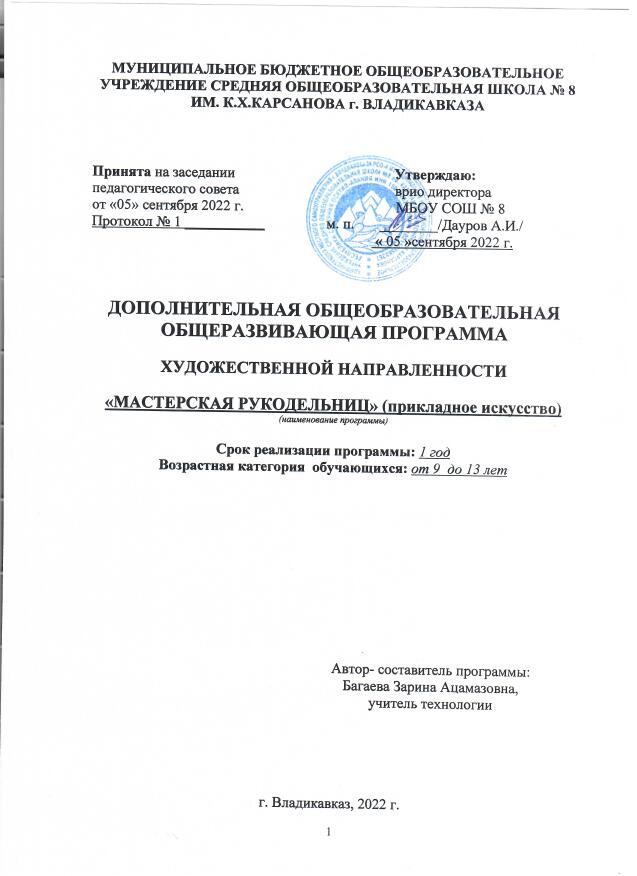 МУНИЦИПАЛЬНОЕ БЮДЖЕТНОЕ ОБЩЕОБРАЗОВАТЕЛЬНОЕ
УЧРЕЖДЕНИЕ СРЕДНЯЯ ОБЩЕОБРАЗОВАТЕЛЬНАЯ ШКОЛА № 8
ИМ. К.Х.КАРСАНОВА г. ВЛАДИКАВКАЗА
Принята на заседании
педагогического совета
от «05» сентября 2022 г.
Протокол № 1 ___________
Утверждаю:
врио директора
МБОУ СОШ № 8
м. п. ________/Дауров А.И./
« 05 »сентября 2022 г.
ДОПОЛНИТЕЛЬНАЯ ОБЩЕОБРАЗОВАТЕЛЬНАЯ
ОБЩЕРАЗВИВАЮЩАЯ ПРОГРАММА
ХУДОЖЕСТВЕННОЙ НАПРАВЛЕННОСТИ
«МАСТЕРСКАЯ РУКОДЕЛЬНИЦ» (прикладное искусство)
(наименование программы)
Срок реализации программы: 1 год
Возрастная категория обучающихся: от 9 до 13 лет
Автор- составитель программы:
Багаева Зарина Ацамазовна,
учитель технологии
г. Владикавказ, 2022 г.
1